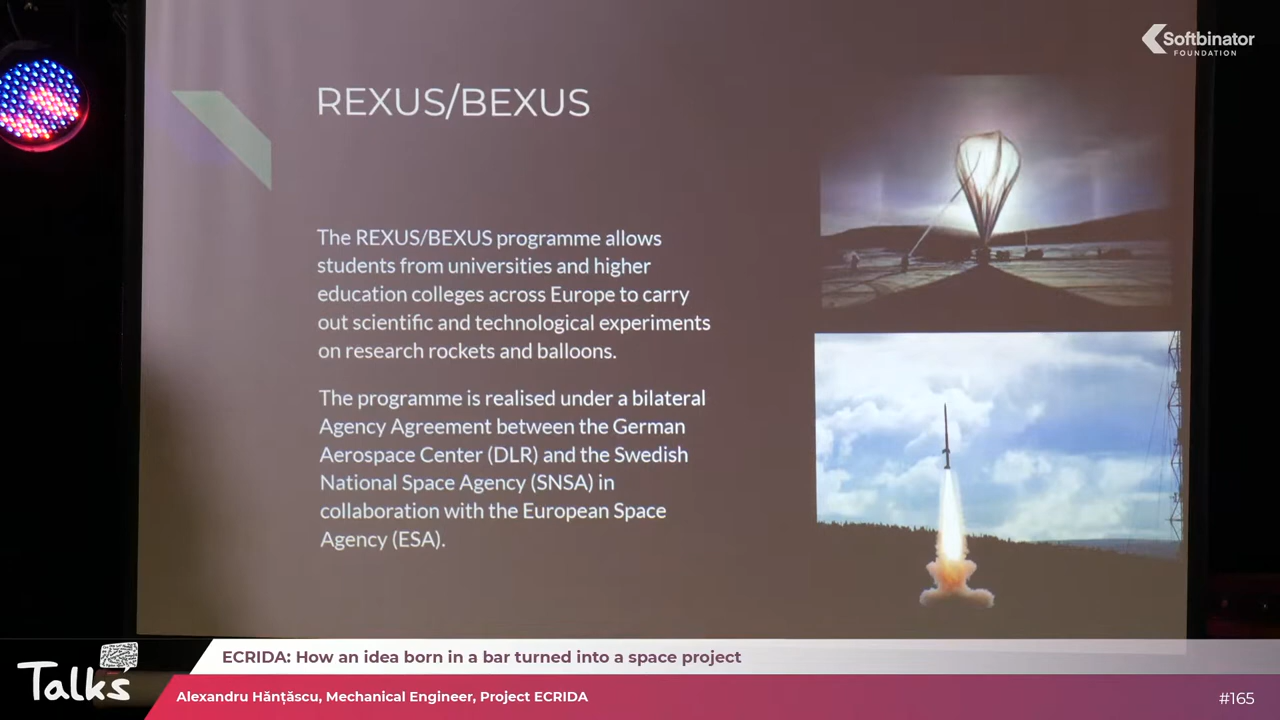 Softbinator
FOUNDATION
REXUS/BEXUS
The REXUS/BEXUS programme allows
students from universities and higher
education colleges across Europe to carry
out scientific and technological experiments
on research rockets and balloons.
The programme is realised under a bilateral
Agency Agreement between the German
Aerospace Center (DLR) and the Swedish
National Space Agency (SNSA) in
collaboration with the European Space
Agency (ESA).
Talks
ECRIDA: How an idea born in a bar turned into a space project
Alexandru Hănțăscu, Mechanical Engineer, Project ECRIDA
#165